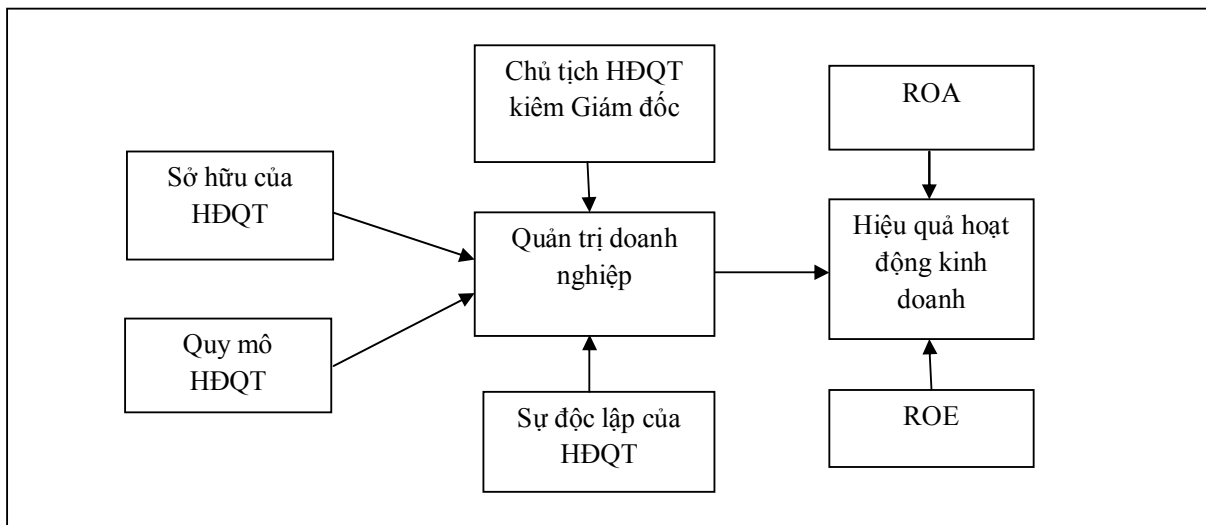 Chủ tịch HĐQT
kiêm Giám đốc
ROA
Sở hữu của
HĐQT
Quản trị doanh
nghiệp
Hiệu quả hoạt
động kinh
doanh
Quy mô
HĐQT
Sự độc lập của
HĐQT
ROE